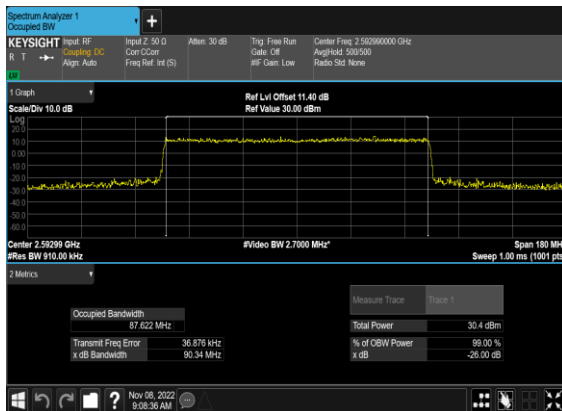 Spectrum Analyzer 1
Occupied BW
KEYSIGHT
R T
Input: RF
Coupling: DC
Align: Auto
Input Z: 50 Ω
Corr CCorr
Freq Ref: Int (S)
Atten: 30 dB
Trig: Free Run
Gate: Off
#IF Gain: Low
Center Freq: 2.592990000 GHz
Avg|Hold: 500/500
Radio Std: None
1 Graph
Scale/Div 10.0 dB
Ref Lvl Offset 11.40 dB
Ref Value 30.00 dBm
Log
20.0
10.0
0.00
-10.0
-20.0
-30.0
-40.0
-50.0
-60.0
Center 2.59299 GHz
#Res BW 910.00 kHz
#Video BW 2.7000 MHz*
Span 180 MH
Sweep 1.00 ms (1001 pts
2 Metrics
Measure Trace
Trace 1
Occupied Bandwidth
87.622 MHz
Total Power
30.4 dBm
Transmit Freq Error
36.876 kHz
% of OBW Power
99.00 %
x dB Bandwidth
90.34 MHz
x dB
-26.00 dB
?
Nov 08, 2022
9:08:36 AM